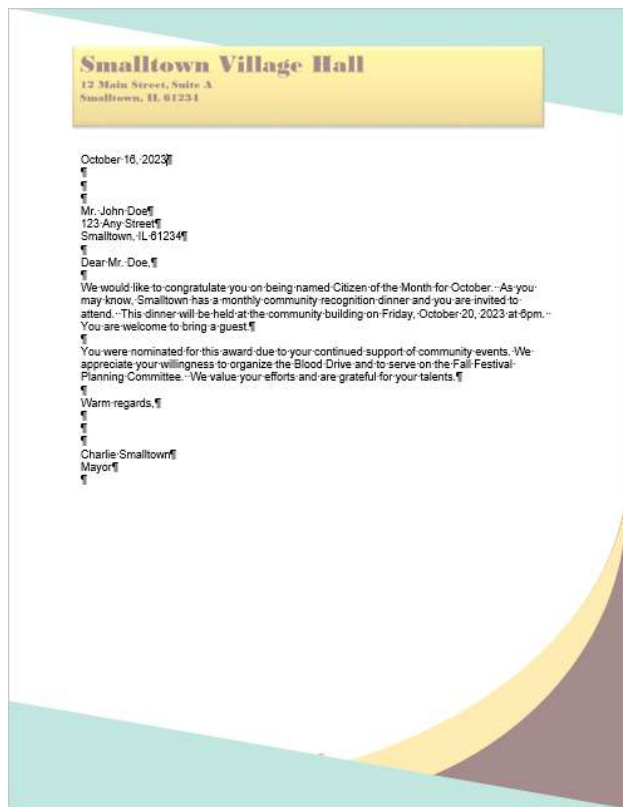 Smalltown Village Hall
12 Main Street, Suite A
Smalltown, IL 61234
October·16,·2023¶
¶
¶
¶
Mr.·John·Doe¶
123·Any·Street¶
Smalltown,·IL·61234¶
¶
Dear·Mr.·Doe,¶
¶
We·would·like·to·congratulate·you·on·being·named·Citizen·of·the·Month·for·October.··As·you·
may·know,·Smalltown·has·a·monthly·community·recognition·dinner·and·you·are·invited·to·
attend.··This·dinner·will·be·held·at·the·community·building·on·Friday,·October·20,·2023·at·6pm.··
You·are·welcome·to·bring·a·guest.¶
¶
You·were·nominated·for·this·award·due·to·your·continued·support·of·community·events.··We·
appreciate·your·willingness·to·organize·the·Blood·Drive·and·to·serve·on·the·Fall·Festival·
Planning·Committee.··We·value·your·efforts·and·are·grateful·for·your·talents.¶
¶
Warm·regards,¶
¶
¶
¶
Charlie·Smalltown¶
Mayor¶
¶